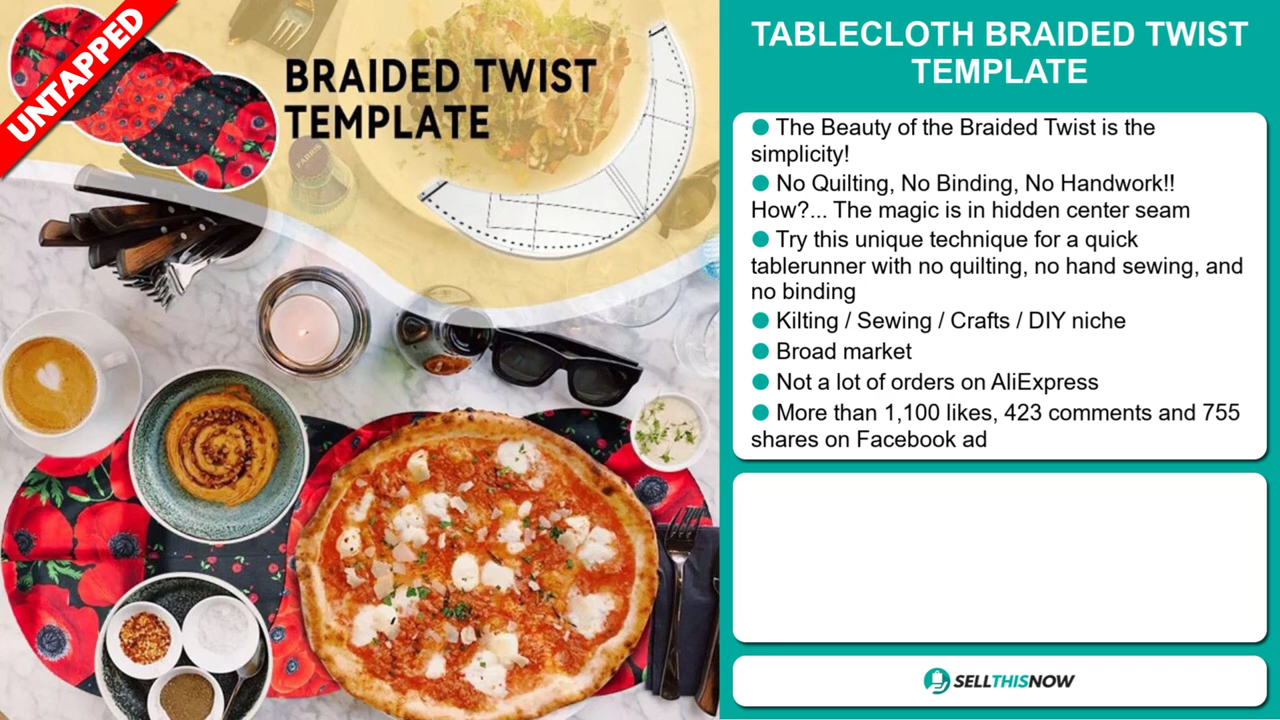 UNTAPPED
BRAIDED TWIST
TEMPLATE
FABRIS
TABLECLOTH BRAIDED TWIST
TEMPLATE
● The Beauty of the Braided Twist is the
simplicity!
● No Quilting, No Binding, No Handwork!!
How?... The magic is in hidden center seam
● Try this unique technique for a quick
tablerunner with no quilting, no hand sewing, and
no binding
● Kilting / Sewing / Crafts / DIY niche
● Broad market
● Not a lot of orders on AliExpress
● More than 1,100 likes, 423 comments and 755
shares on Facebook ad
SELLTHISNOW